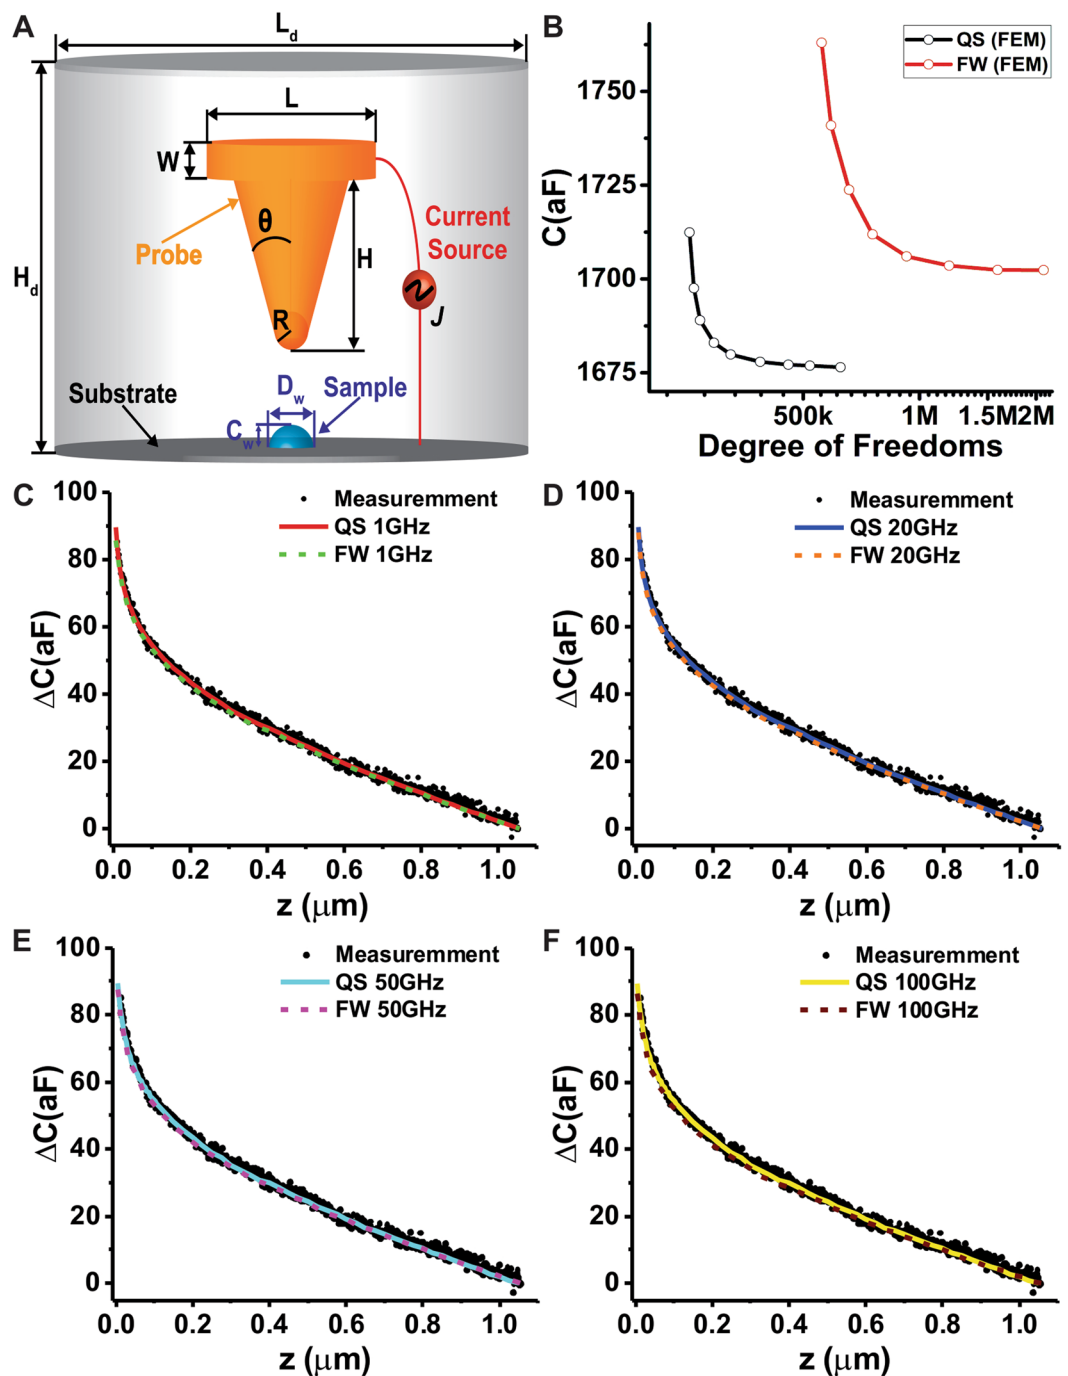 A
L_d
L
W
θ
Probe
H
Current
Source
H_d
R
J
Substrate
D_w
Sample
C_w
B
QS (FEM)
FW (FEM)
1750
1725
1700
1675
C(aF)
500k 1M 1.5M2M
Degree of Freedoms
C
100
80
60
40
20
0
ΔC(aF)
Measuremment
QS 1GHz
FW 1GHz
0.0 0.2 0.4 0.6 0.8 1.0
z (μm)
D
100
80
60
40
20
0
ΔC(aF)
Measuremment
QS 20GHz
FW 20GHz
0.0 0.2 0.4 0.6 0.8 1.0
z (μm)
E
100
80
60
40
20
0
ΔC(aF)
Measuremment
QS 50GHz
FW 50GHz
0.0 0.2 0.4 0.6 0.8 1.0
z (μm)
F
100
80
60
40
20
0
ΔC(aF)
Measuremment
QS 100GHz
FW 100GHz
0.0 0.2 0.4 0.6 0.8 1.0
z (μm)